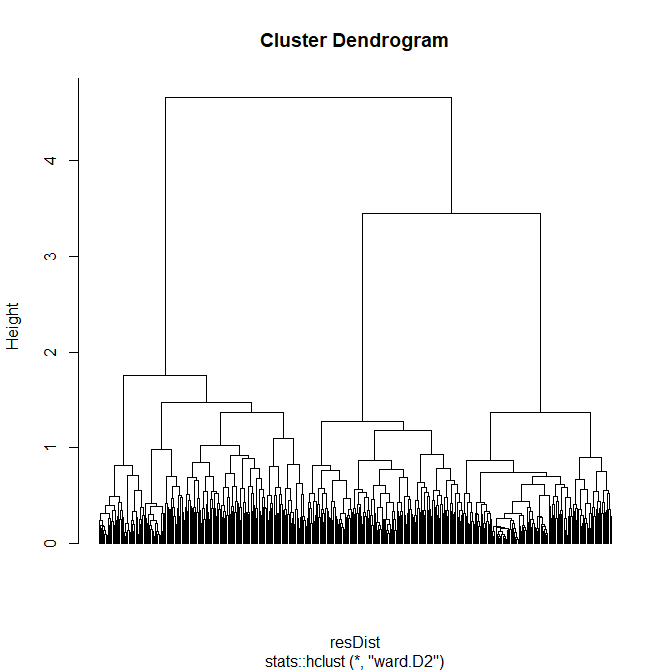 Cluster Dendrogram
Height
4
3
2
1
0
resDist
stats::hclust (*, "ward.D2")